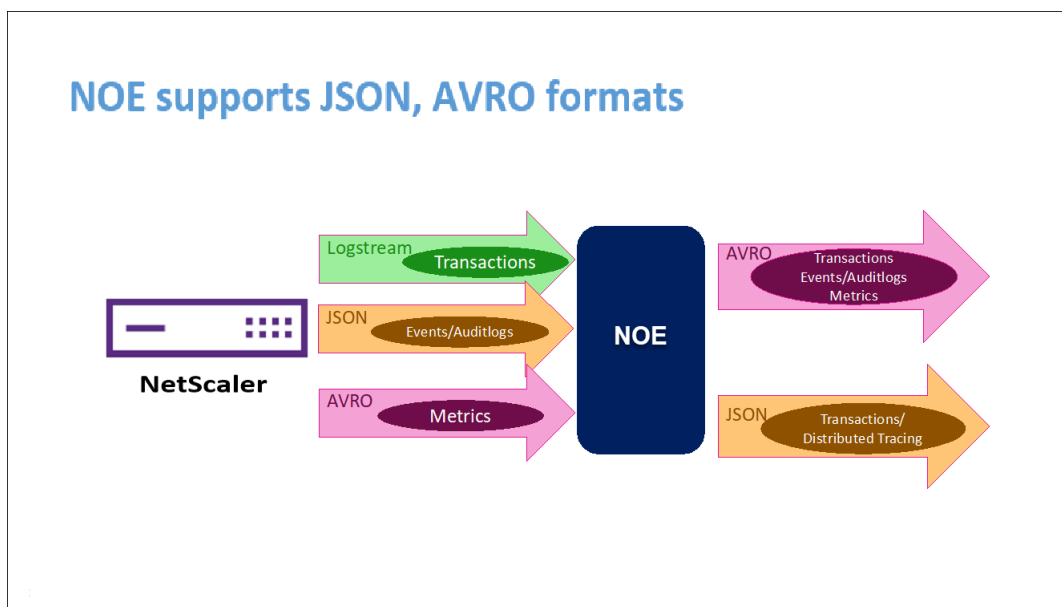 NOE supports JSON, AVRO formats
Logstream
Transactions
JSON
Events/Auditlogs
AVRO
Metrics
NetScaler
NOE
AVRO
Transactions
Events/Auditlogs
Metrics
JSON
Transactions/
Distributed Tracing